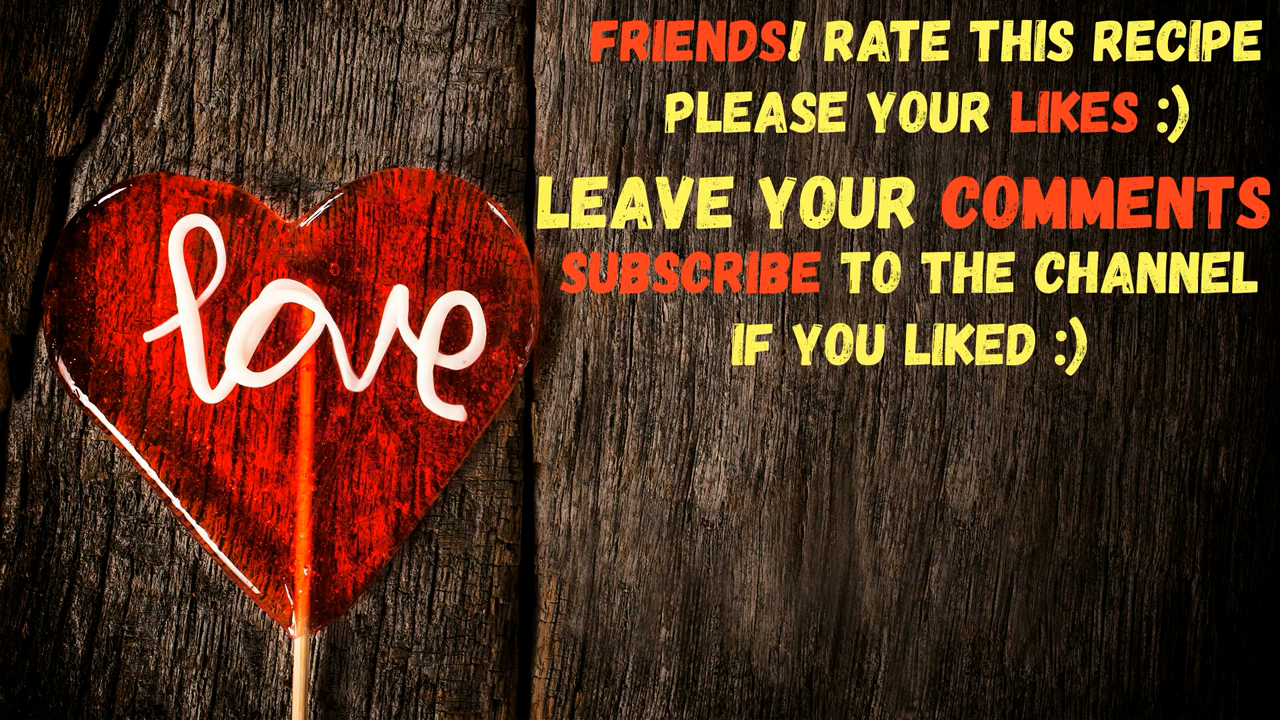 FRIENDS! RATE THIS RECIPE
PLEASE YOUR LIKES :)
LEAVE YOUR COMMENTS
SUBSCRIBE TO THE CHANNEL
IF YOU LIKED :)
love